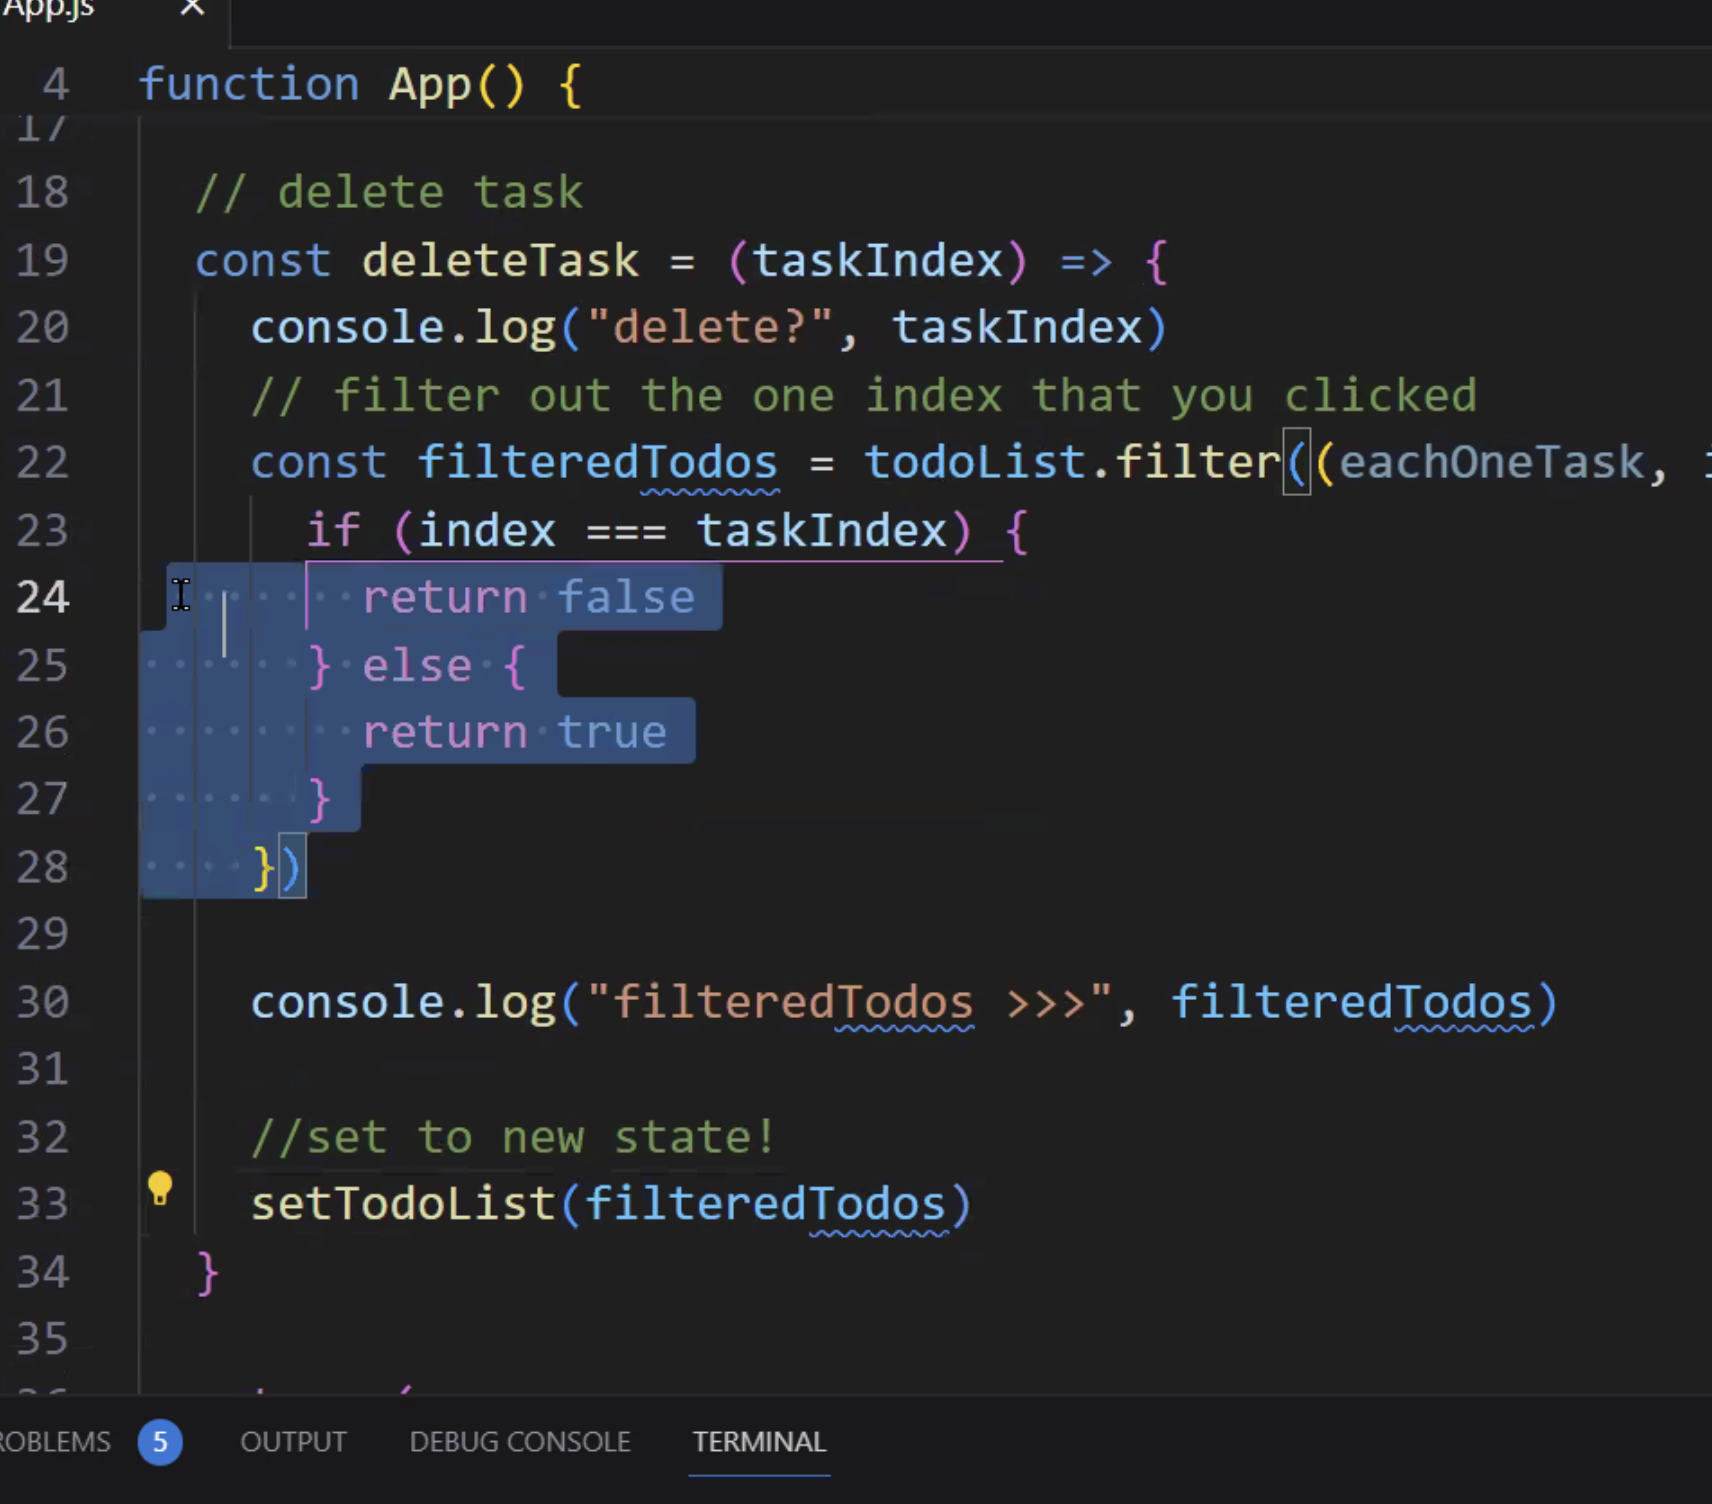 App.js ×
4 function App() {
17
18 // delete task
19 const deleteTask = (taskIndex) => {
20 console.log("delete?", taskIndex)
21 // filter out the one index that you clicked
22 const filteredTodos = todoList.filter((eachOneTask,
23 if (index === taskIndex) {
24 return false
25 } else {
26 return true
27 }
28 })
29
30 console.log("filteredTodos >>>", filteredTodos)
31
32 //set to new state!
33 setTodoList(filteredTodos)
34 }
35
ROBLEMS 5 OUTPUT DEBUG CONSOLE TERMINAL